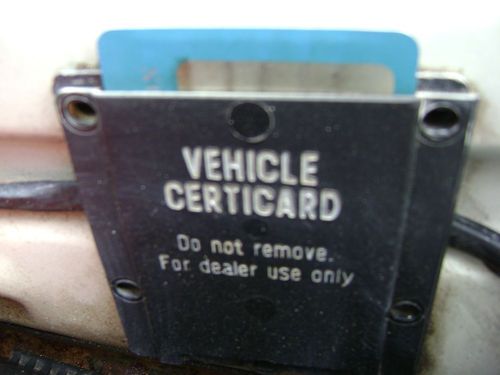 VEHICLE
CERTICARD
Do not remove.
For dealer use only